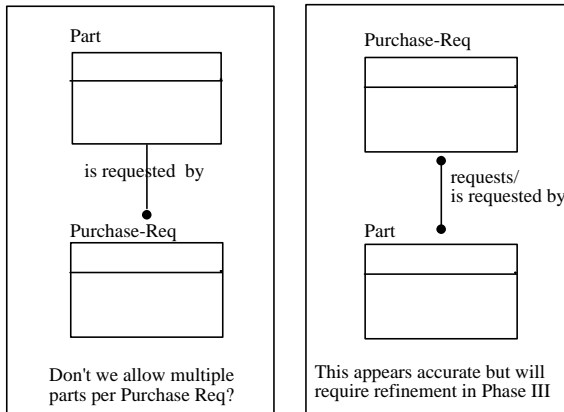 Part
is requested by
Purchase-Req
Don't we allow multiple
parts per Purchase Req?
Purchase-Req
requests/
is requested by
Part
This appears accurate but will
require refinement in Phase III